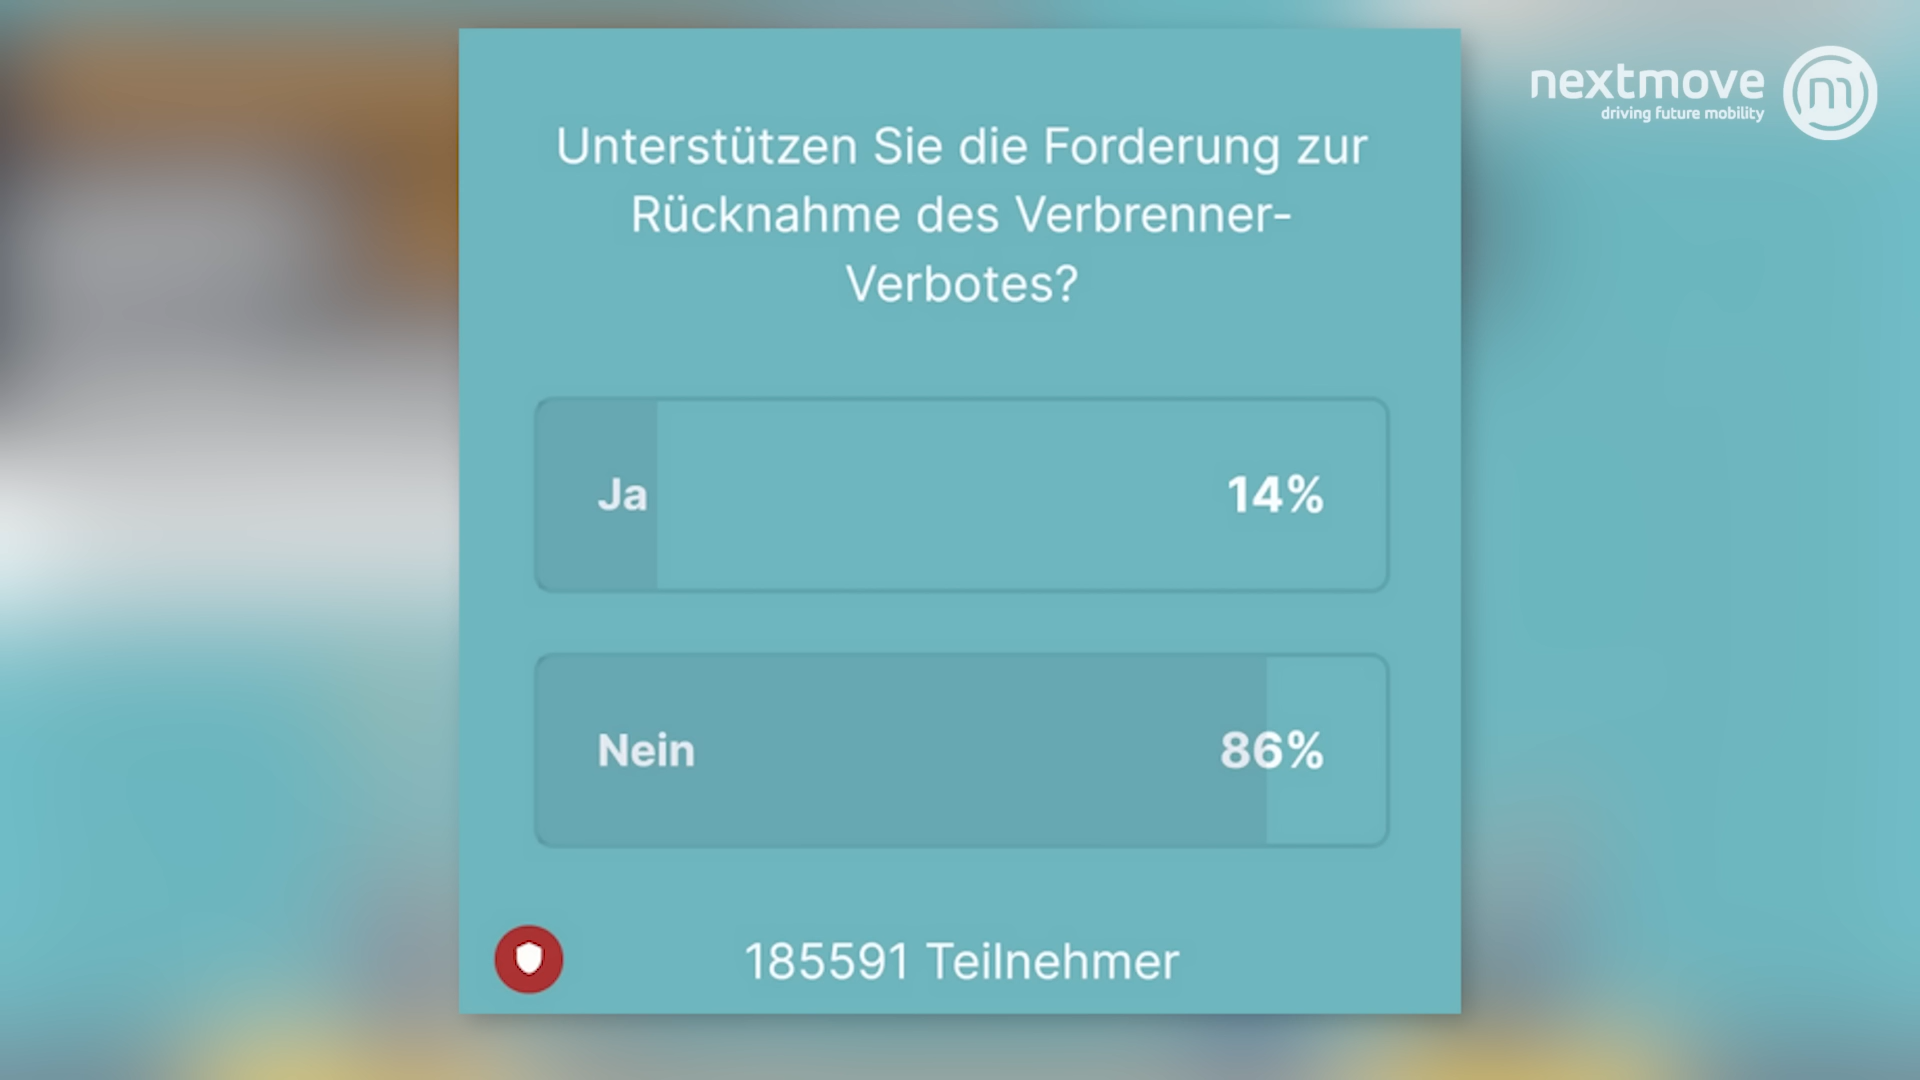 nextmove
driving future mobility
Unterstützen Sie die Forderung zur
Rücknahme des Verbrenner-
Verbotes?
Ja 14%
Nein 86%
185591 Teilnehmer